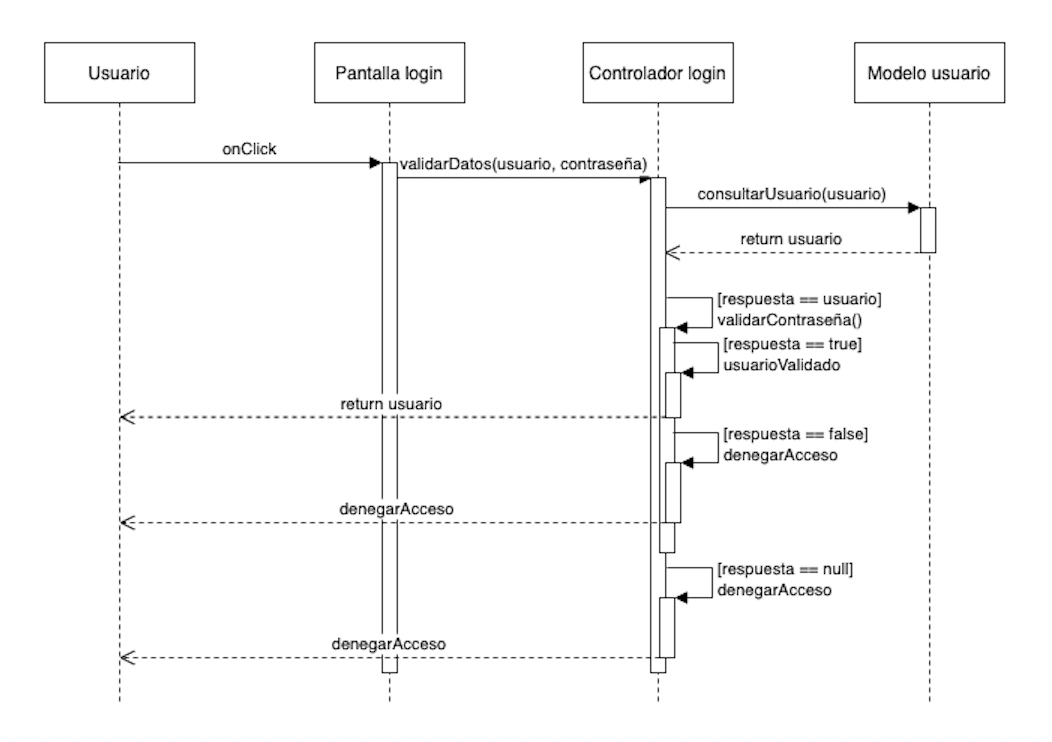 Usuario
Pantalla login
Controlador login
Modelo usuario
onClick
validarDatos(usuario, contraseña)
consultarUsuario(usuario)
return usuario
[respuesta == usuario]
validarContraseña()
[respuesta == true]
usuarioValidado
return usuario
[respuesta == false]
denegarAcceso
denegarAcceso
[respuesta == null]
denegarAcceso
denegarAcceso